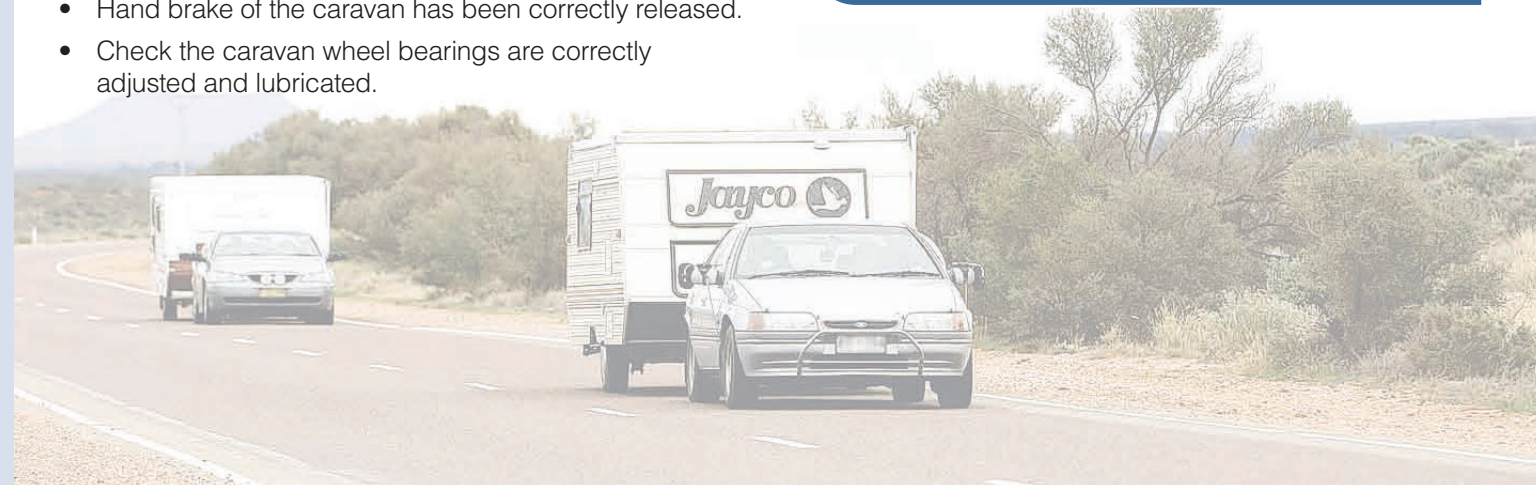 • Hand brake of the caravan has been correctly released.
• Check the caravan wheel bearings are correctly
adjusted and lubricated.
Jayco